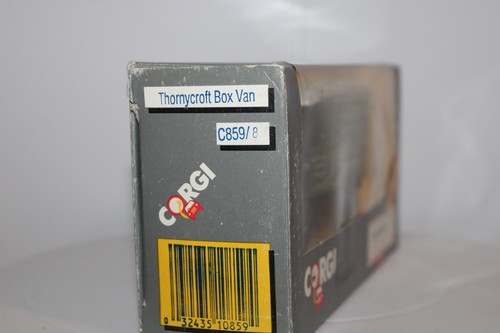 Thornycroft Box Van
C859/8
CORGI
CORGI
0 32435 10859